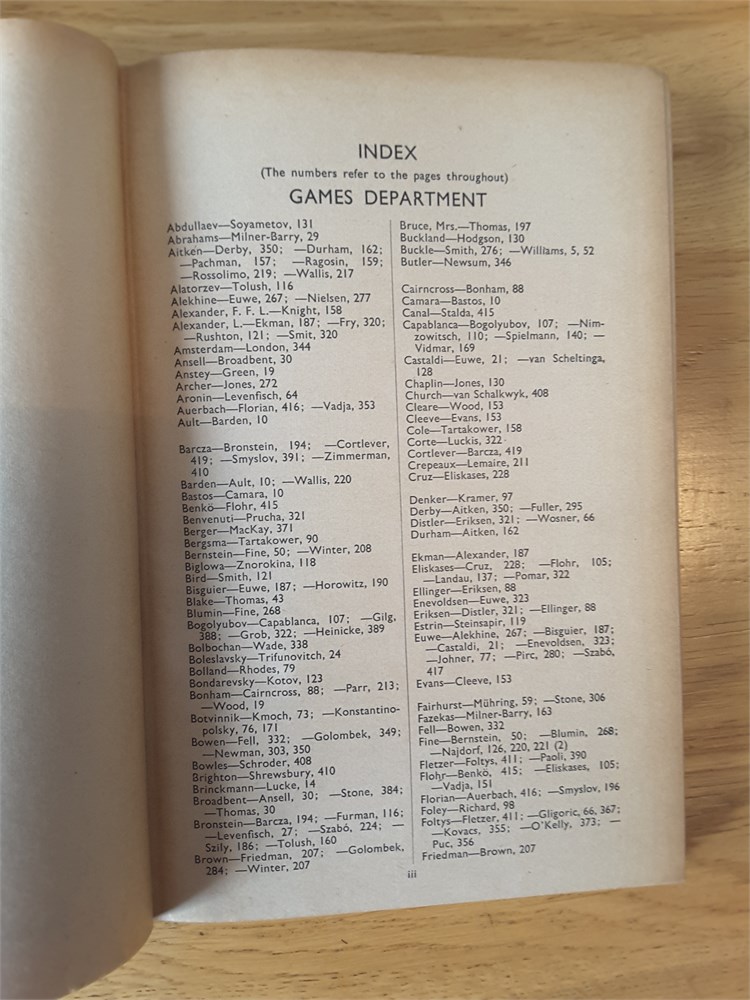 INDEX
(The numbers refer to the pages throughout)
GAMES DEPARTMENT
Abdullaev—Soyametov, 131
Abrahams—Milner-Barry, 29
Aitken—Derby, 350; —Durham, 162;
—Pachman, 157; —Ragosin, 159;
—Rossolimo, 219; —Wallis, 217
Alatorzev—Tolush, 116
Alekhine—Euwe, 267; —Nielsen, 277
Alexander, F. F. L.—Knight, 158
Alexander, L.—Ekman, 187; —Fry, 320;
—Rushton, 121; —Smit, 320
Amsterdam—London, 344
Ansell—Broadbent, 30
Anstey—Green, 19
Archer—Jones, 272
Aronin—Levenfisch, 64
Auerbach—Florian, 416; —Vadja, 353
Ault—Barden, 10
Barcza—Bronstein, 194; —Cortlever,
419; —Smyslov, 391; —Zimmerman,
410
Barden—Ault, 10; —Wallis, 220
Bastos—Camara, 10
Benkö—Flohr, 415
Benvenuti—Prucha, 321
Berger—MacKay, 371
Bergsma—Tartakower, 90
Bernstein—Fine, 50; —Winter, 208
Biglowa—Znorokina, 118
Bird—Smith, 121
Bisguier—Euwe, 187; —Horowitz, 190
Blake—Thomas, 43
Blumin—Fine, 268
Bogolyubov—Capablanca, 107; —Gilg,
388; —Grob, 322; —Heinicke, 389
Bolbochan—Wade, 338
Boleslavsky—Trifunovitch, 24
Bolland—Rhodes, 79
Bondarevsky—Kotov, 123
Bonham—Cairncross, 88; —Parr, 213;
—Wood, 19
Botvinnik—Kmoch, 73; —Konstantino-
polsky, 76, 171
Bowen—Fell, 332; —Golombek, 349;
—Newman, 303, 350
Bowles—Schroder, 408
Brighton—Shrewsbury, 410
Brinckmann—Lucke, 14
Broadbent—Ansell, 30; —Stone, 384;
—Thomas, 30
Bronstein—Barcza, 194; —Furman, 116;
—Levenfisch, 27; —Szabó, 224; —
Szily, 186; —Tolush, 160
Brown—Friedman, 207; —Golombek,
284; —Winter, 207
Bruce, Mrs.—Thomas, 197
Buckland—Hodgson, 130
Buckle—Smith, 276; —Williams, 5, 52
Butler—Newsum, 346
Cairncross—Bonham, 88
Camara—Bastos, 10
Canal—Stalda, 415
Capablanca—Bogolyubov, 107; —Nim-
zowitsch, 110; —Spielmann, 140; —
Vidmar, 169
Castaldi—Euwe, 21; —van Scheltinga,
128
Chaplin—Jones, 130
Church—van Schalkwyk, 408
Cleare—Wood, 153
Cleeve—Evans, 153
Cole—Tartakower, 158
Corte—Luckis, 322
Cortlever—Barcza, 419
Crepeaux—Lemaire, 211
Cruz—Eliskases, 228
Denker—Kramer, 97
Derby—Aitken, 350; —Fuller, 295
Distler—Eriksen, 321; —Wosner, 66
Durham—Aitken, 162
Ekman—Alexander, 187
Eliskases—Cruz, 228; —Flohr, 105;
—Landau, 137; —Pomar, 322
Ellinger—Eriksen, 88
Enevoldsen—Euwe, 323
Eriksen—Distler, 321; —Ellinger, 88
Estrin—Steinsapir, 119
Euwe—Alekhine, 267; —Bisguier, 187;
—Castaldi, 21; —Enevoldsen, 323;
—Johner, 77; —Pirc, 280; —Szabó,
417
Evans—Cleeve, 153
Fairhurst—Mühring, 59; —Stone, 306
Fazekas—Milner-Barry, 163
Fell—Bowen, 332
Fine—Bernstein, 50; —Blumin, 268;
—Najdorf, 126, 220, 221 (2)
Fletzer—Foltys, 411; —Paoli, 390
Flohr—Benkö, 415; —Eliskases, 105;
—Vadja, 151
Florian—Auerbach, 416; —Smyslov, 196
Foley—Richard, 98
Foltys—Fletzer, 411; —Gligoric, 66, 367;
—Kovacs, 355; —O'Kelly, 373; —
Puc, 356
Friedman—Brown, 207
iii